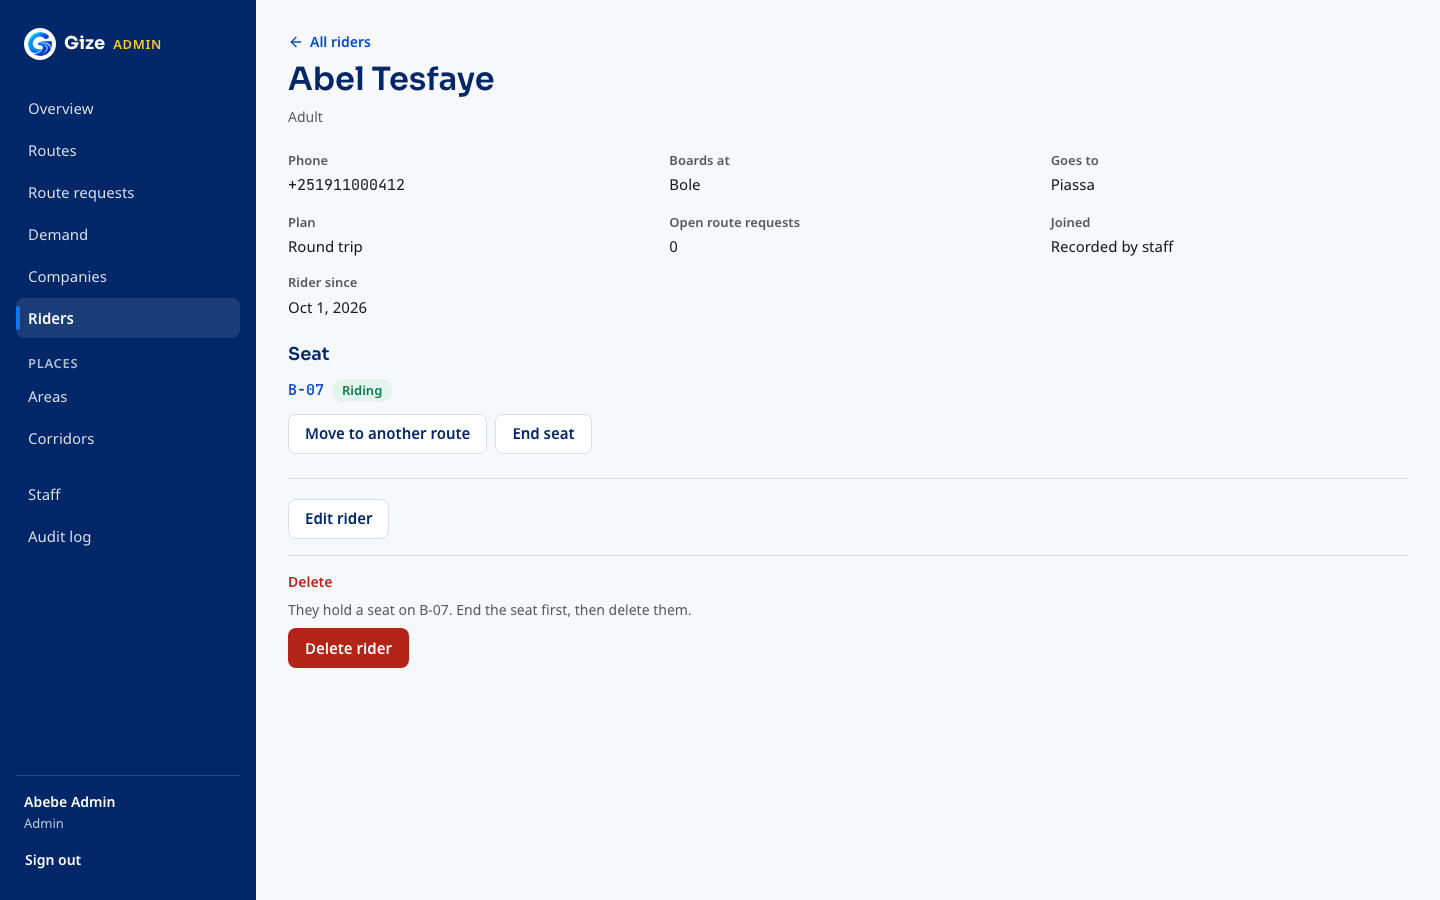 Gize ADMIN
Overview
Routes
Route requests
Demand
Companies
Riders
PLACES
Areas
Corridors
Staff
Audit log
Abebe Admin
Admin
Sign out
← All riders
Abel Tesfaye
Adult
Phone
+251911000412
Boards at
Bole
Goes to
Piassa
Plan
Round trip
Open route requests
0
Joined
Recorded by staff
Rider since
Oct 1, 2026
Seat
B-07 Riding
Move to another route End seat
Edit rider
Delete
They hold a seat on B-07. End the seat first, then delete them.
Delete rider